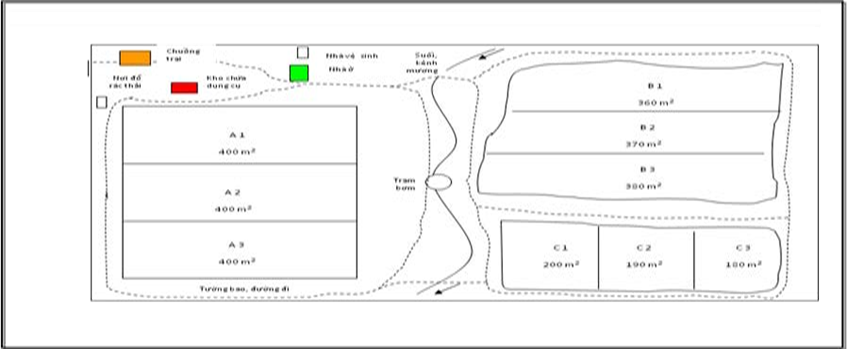 Chuồng
trại
Nhà vệ sinh
Nhà ở
Suối,
kênh
mương
Nơi đổ
rác thải
Kho chứa
dụng cụ
A 1
400 m²
A 2
400 m²
A 3
400 m²
Trạm
bơm
B 1
360 m²
B 2
370 m²
B 3
380 m²
C 1
200 m²
C 2
190 m²
C 3
180 m²
Tường bao, đường đi